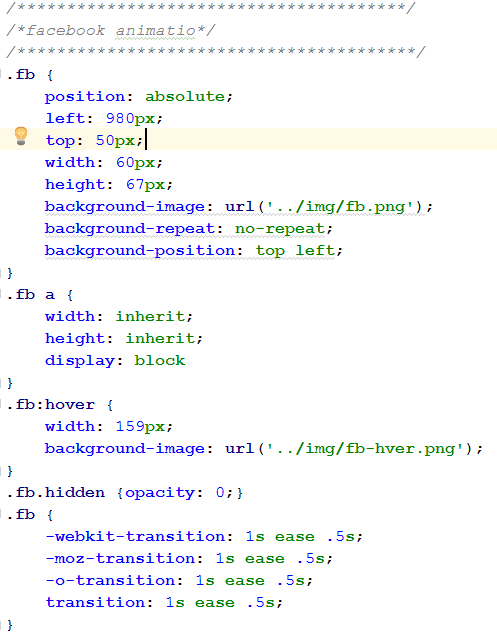 /****************************************/
/*facebook animatio*/
/*****************************************/
.fb {
    position: absolute;
    left: 980px;
    top: 50px;
    width: 60px;
    height: 67px;
    background-image: url('../img/fb.png');
    background-repeat: no-repeat;
    background-position: top left;
}
.fb a {
    width: inherit;
    height: inherit;
    display: block
}
.fb:hover {
    width: 159px;
    background-image: url('../img/fb-hver.png');
}
.fb.hidden {opacity: 0;}
.fb {
    -webkit-transition: 1s ease .5s;
    -moz-transition: 1s ease .5s;
    -o-transition: 1s ease .5s;
    transition: 1s ease .5s;
}